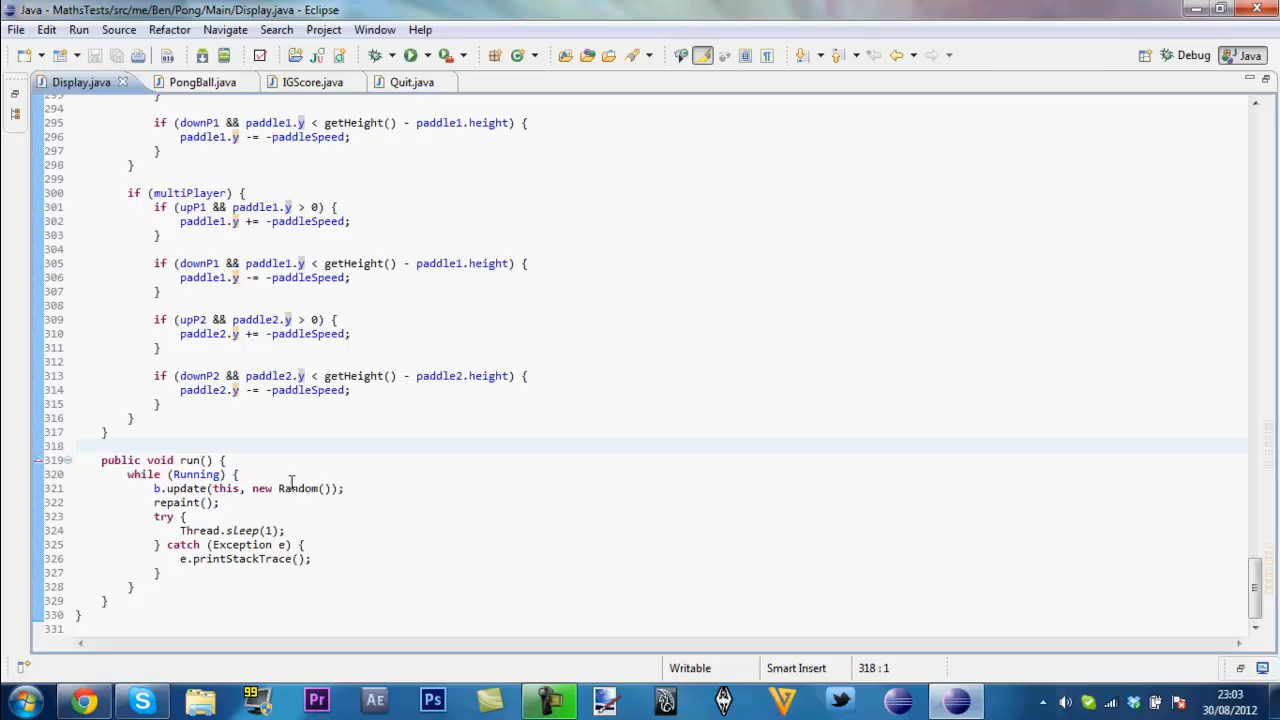 Java - MathsTests/src/me/Ben/Pong/Main/Display.java - Eclipse
File Edit Run Source Refactor Navigate Search Project Window Help
Debug Java
Display.java PongBall.java IGScore.java Quit.java
293 }
294
295 if (downP1 && paddle1.y < getHeight() - paddle1.height) {
296 paddle1.y -= -paddleSpeed;
297 }
298 }
299
300 if (multiPlayer) {
301 if (upP1 && paddle1.y > 0) {
302 paddle1.y += -paddleSpeed;
303 }
304
305 if (downP1 && paddle1.y < getHeight() - paddle1.height) {
306 paddle1.y -= -paddleSpeed;
307 }
308
309 if (upP2 && paddle2.y > 0) {
310 paddle2.y += -paddleSpeed;
311 }
312
313 if (downP2 && paddle2.y < getHeight() - paddle2.height) {
314 paddle2.y -= -paddleSpeed;
315 }
316 }
317 }
318
319 public void run() {
320 while (Running) {
321 b.update(this, new Random());
322 repaint();
323 try {
324 Thread.sleep(1);
325 } catch (Exception e) {
326 e.printStackTrace();
327 }
328 }
329 }
330 }
331
Writable Smart Insert 318 : 1
99 Pr Ae Ps
23:03
30/08/2012